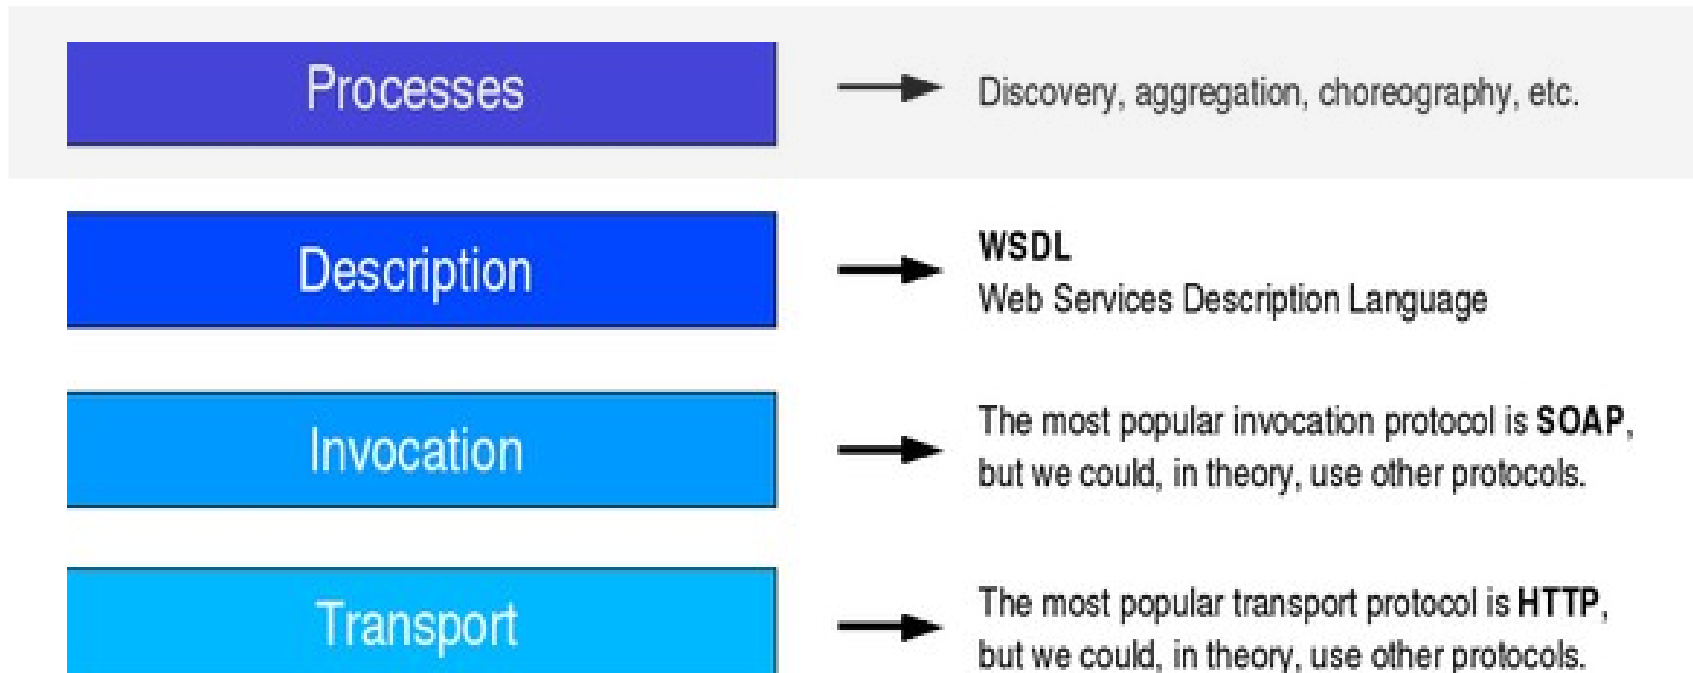 Processes
Discovery, aggregation, choreography, etc.
Description
WSDL
Web Services Description Language
Invocation
The most popular invocation protocol is SOAP,
but we could, in theory, use other protocols.
Transport
The most popular transport protocol is HTTP,
but we could, in theory, use other protocols.